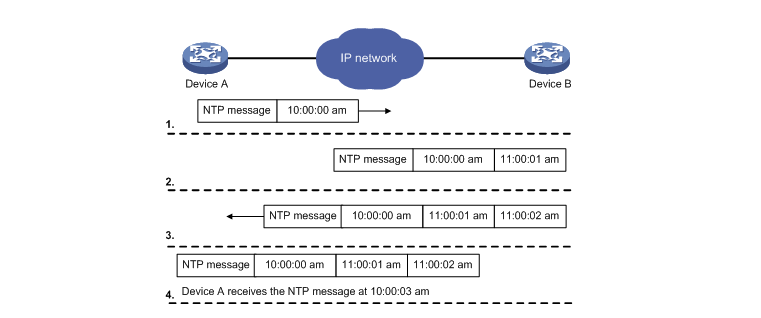 IP network
Device A
Device B
NTP message 10:00:00 am
1.
NTP message 10:00:00 am 11:00:01 am
2.
NTP message 10:00:00 am 11:00:01 am 11:00:02 am
3.
NTP message 10:00:00 am 11:00:01 am 11:00:02 am
4. Device A receives the NTP message at 10:00:03 am